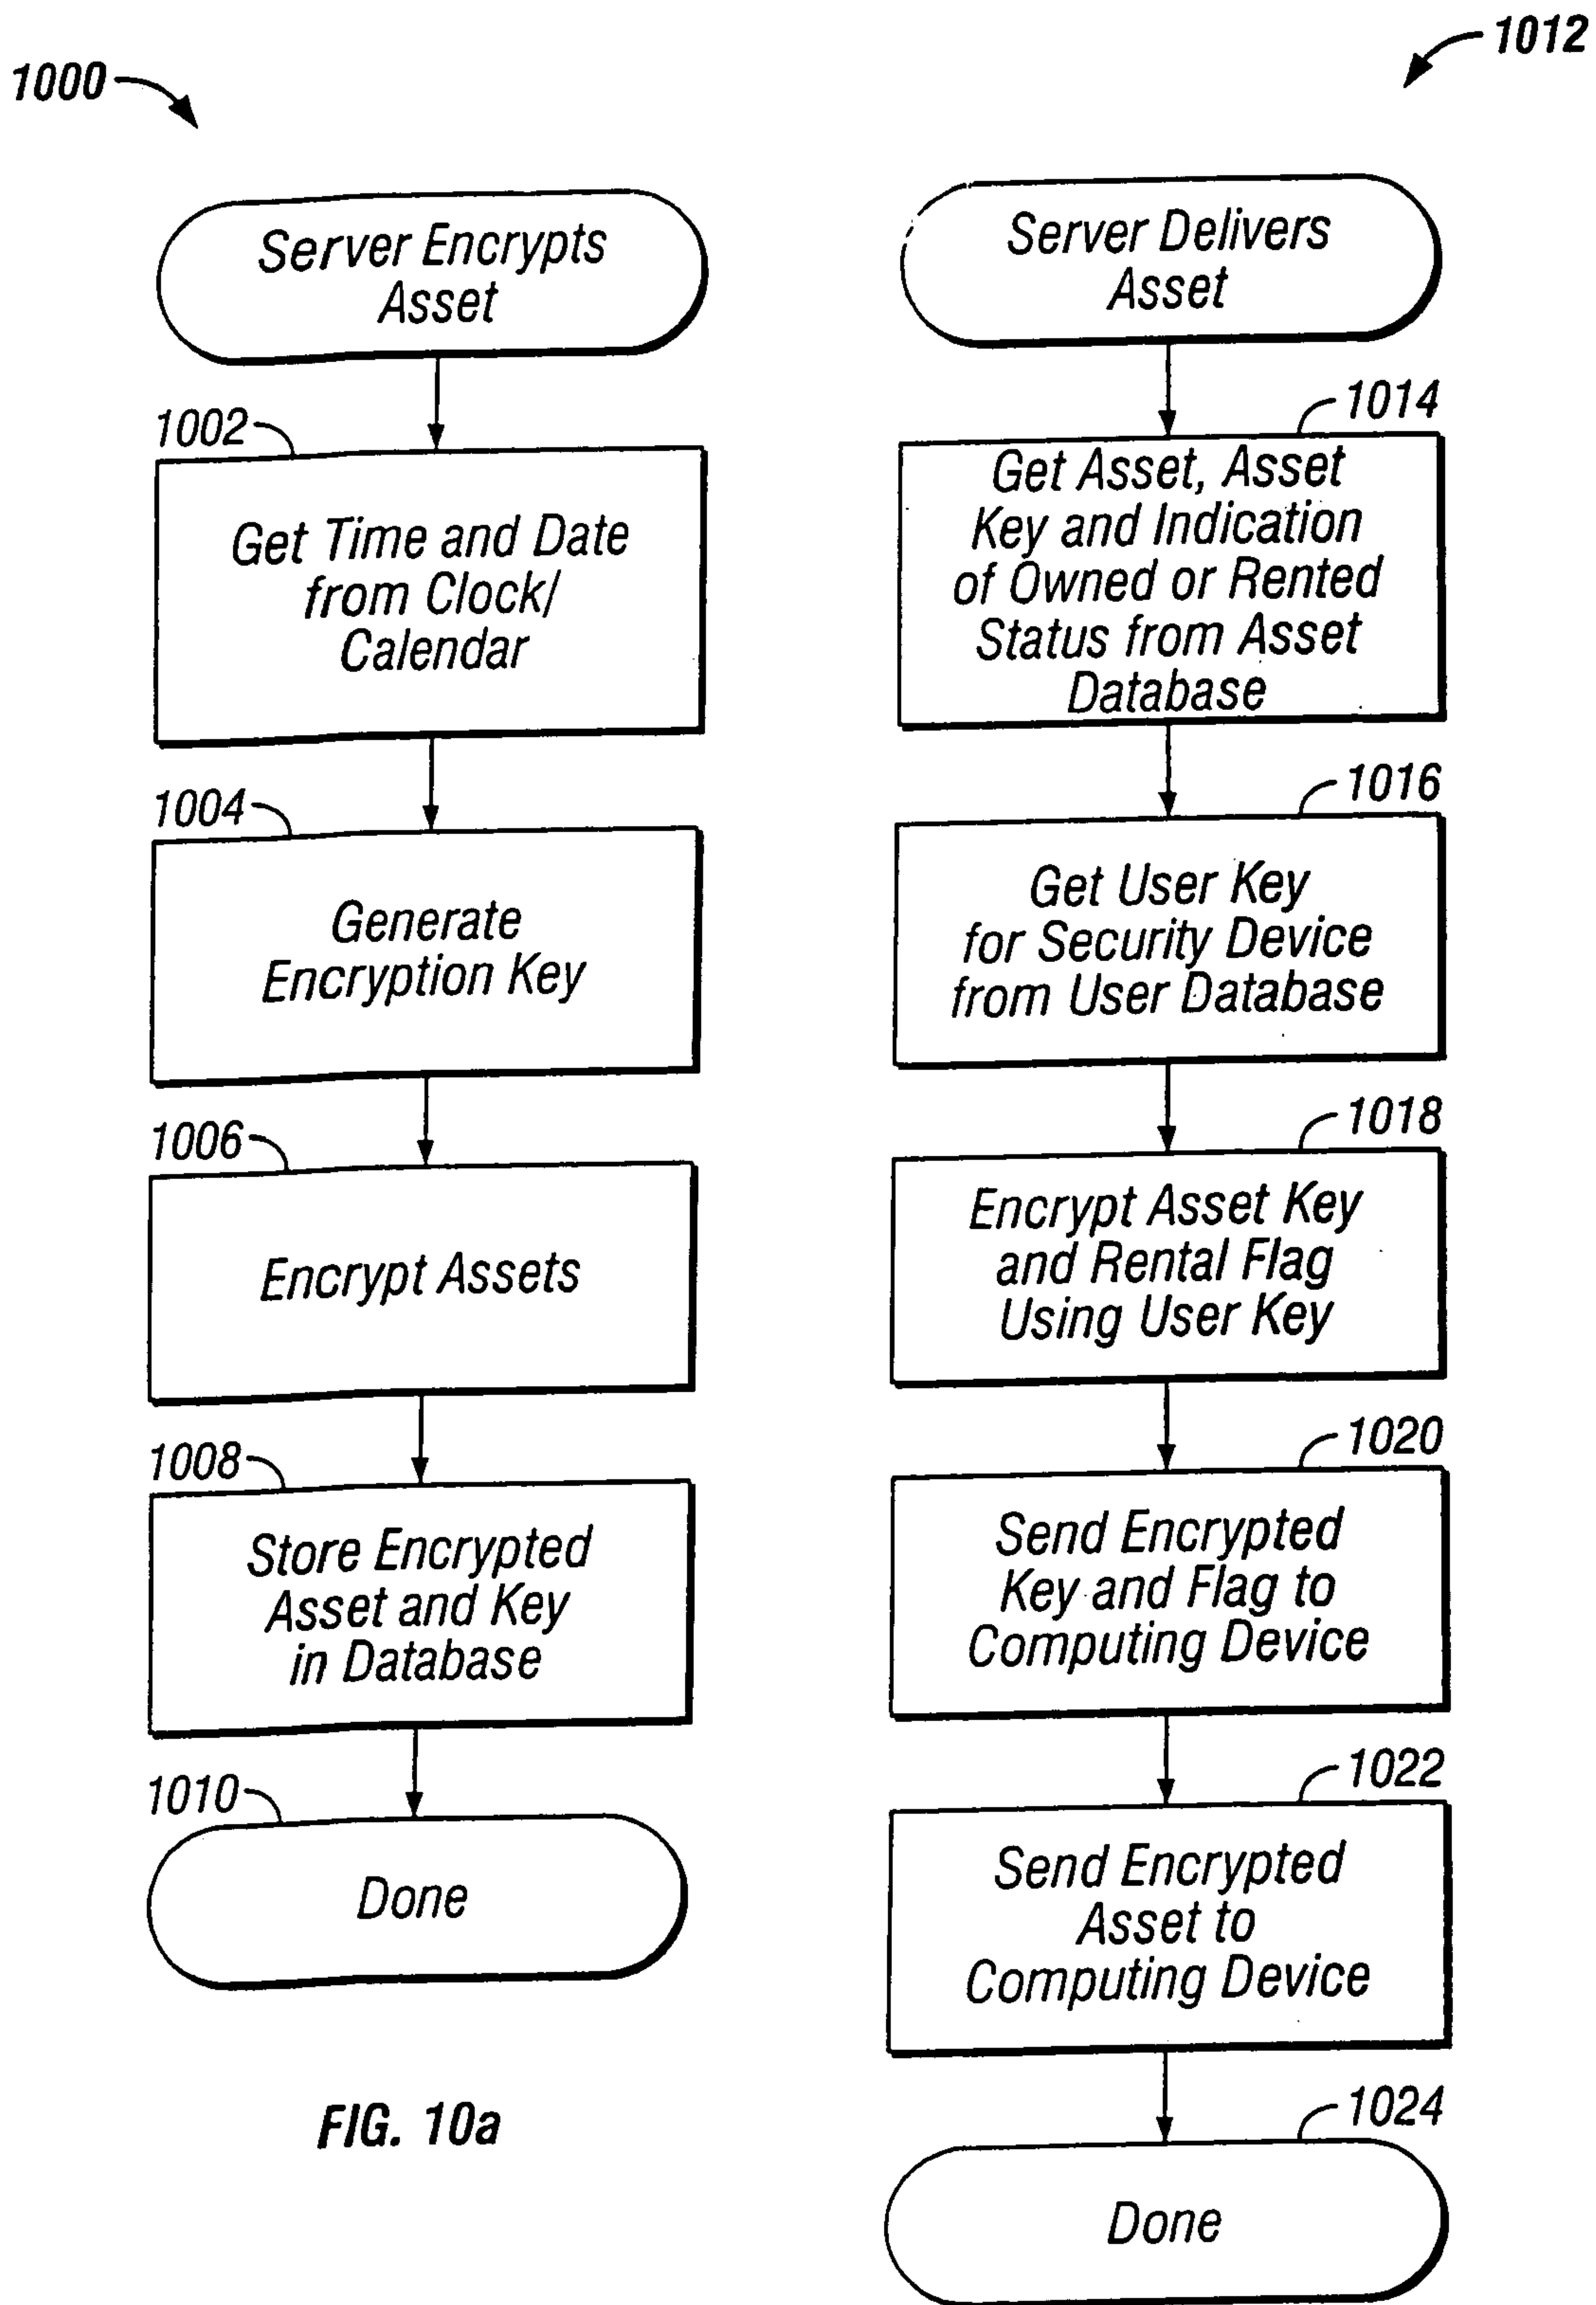 1000
Server Encrypts
Asset
1002
Get Time and Date
from Clock/
Calendar
1004
Generate
Encryption Key
1006
Encrypt Assets
1008
Store Encrypted
Asset and Key
in Database
1010
Done
FIG. 10a
1012
Server Delivers
Asset
1014
Get Asset, Asset
Key and Indication
of Owned or Rented
Status from Asset
Database
1016
Get User Key
for Security Device
from User Database
1018
Encrypt Asset Key
and Rental Flag
Using User Key
1020
Send Encrypted
Key and Flag to
Computing Device
1022
Send Encrypted
Asset to
Computing Device
1024
Done